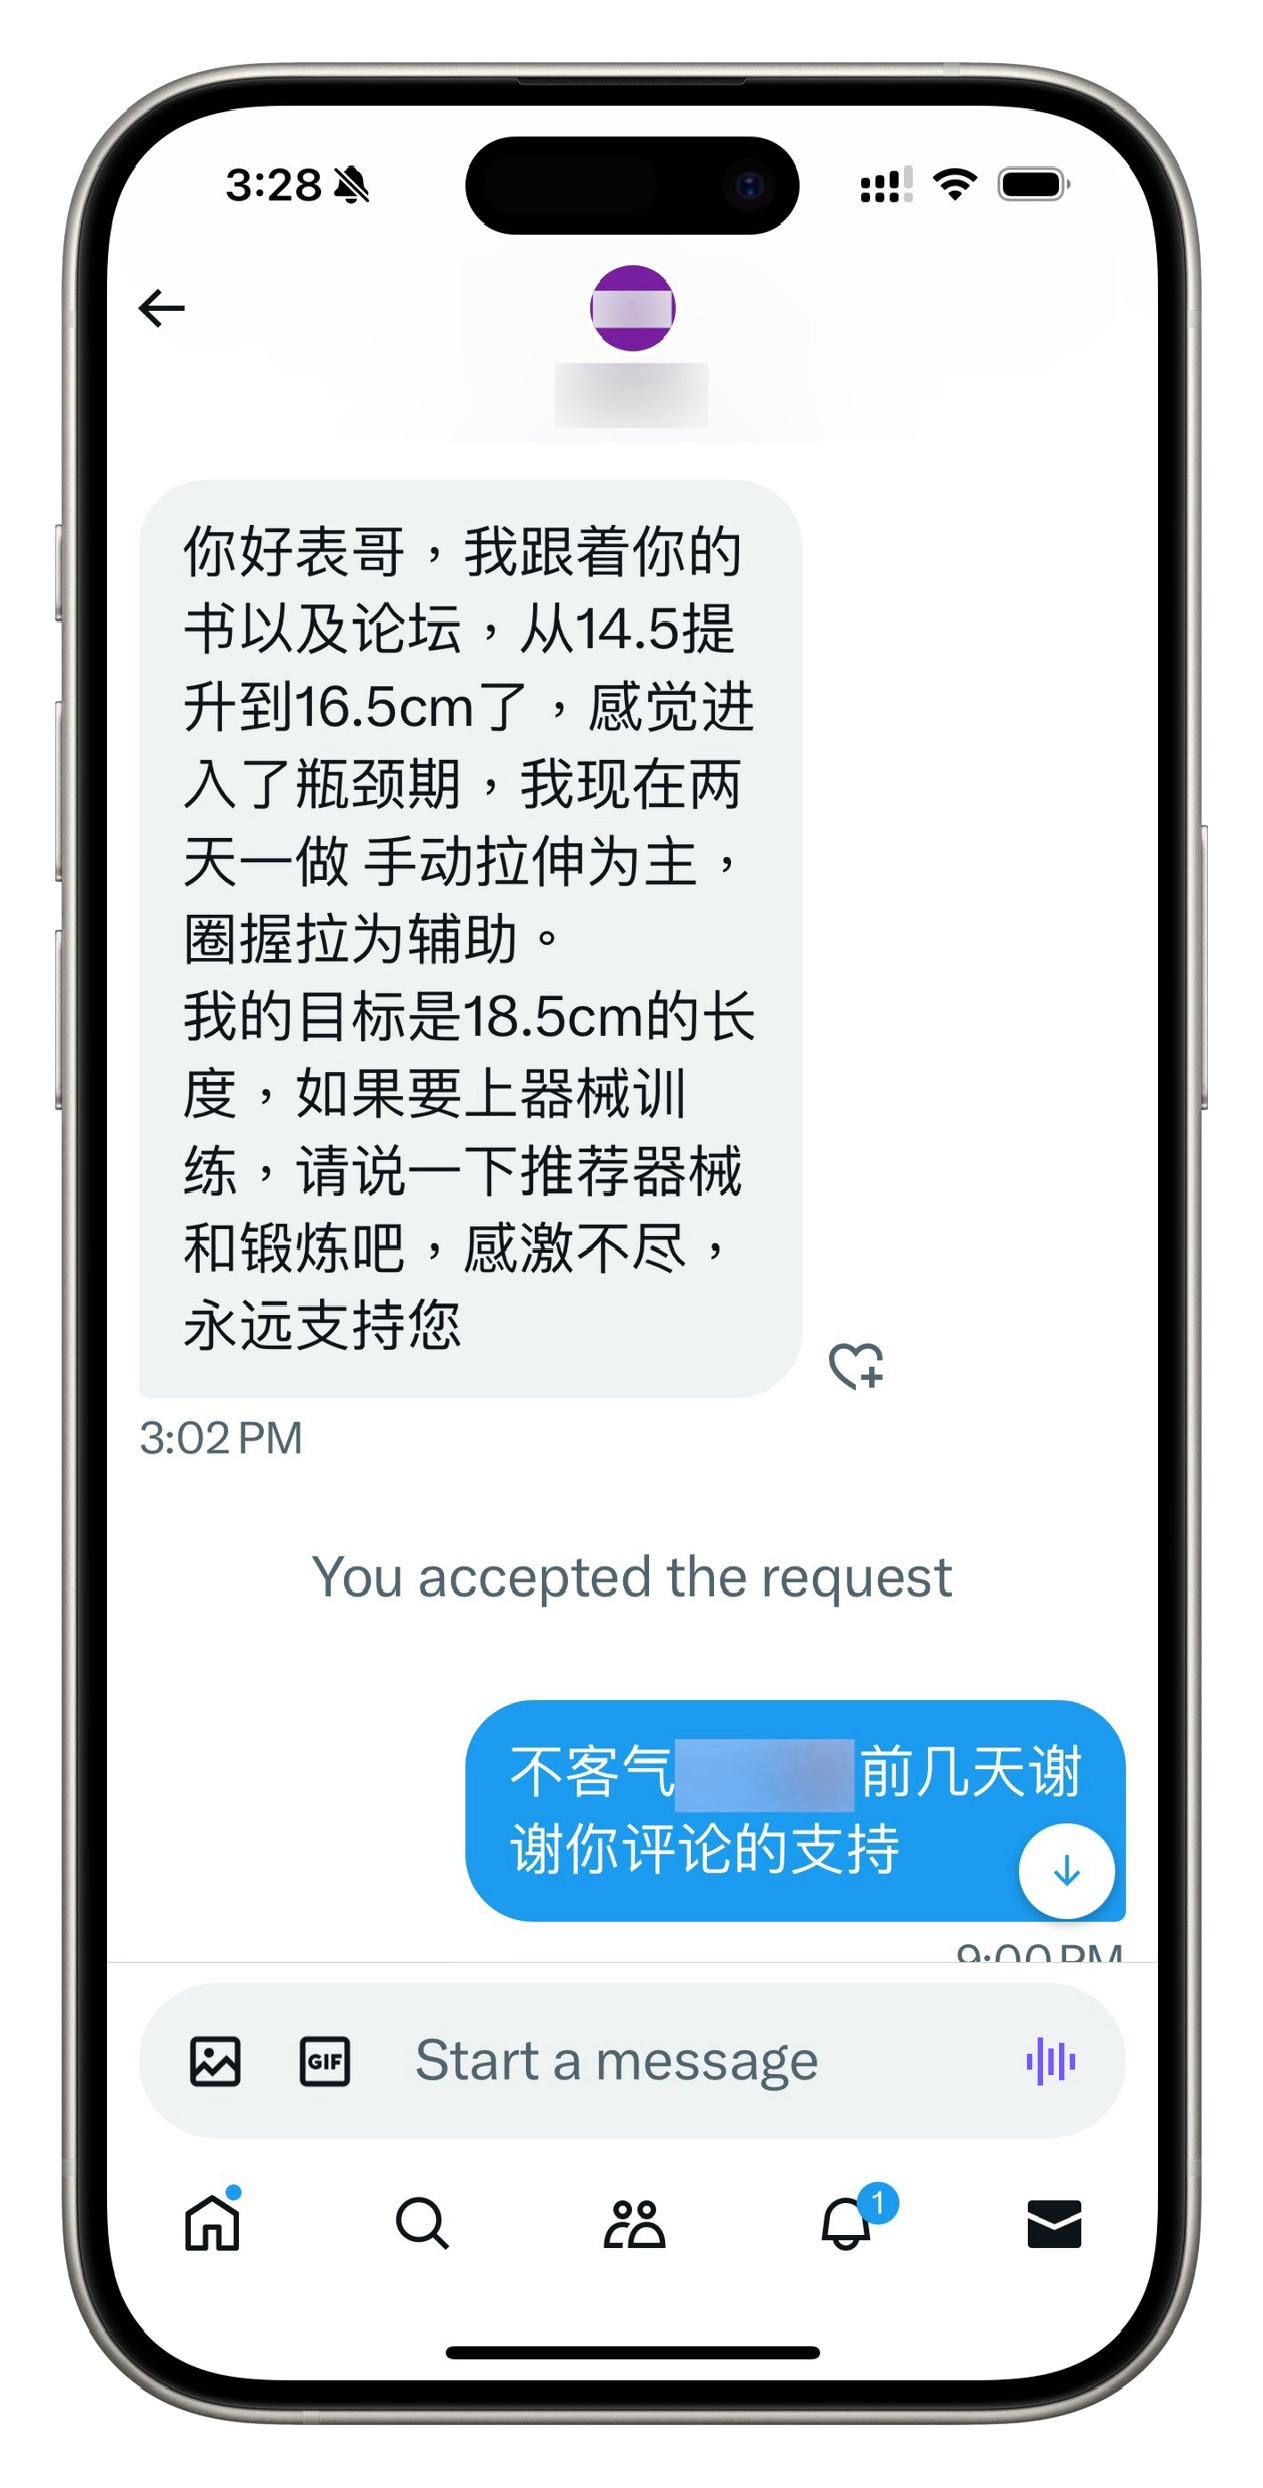 3:28
你好表哥，我跟着你的
书以及论坛，从14.5提
升到16.5cm了，感觉进
入了瓶颈期，我现在两
天一做 手动拉伸为主，
圈握拉为辅助。
我的目标是18.5cm的长
度，如果要上器械训
练，请说一下推荐器械
和锻炼吧，感激不尽，
永远支持您
3:02 PM
You accepted the request
不客气 前几天谢
谢你评论的支持
9:00 PM
GIF
Start a message
1